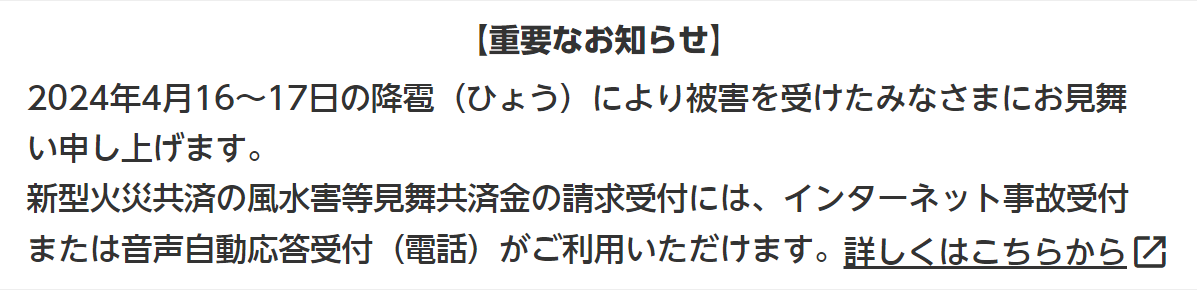 【重要なお知らせ】
2024年4月16～17日の降雹（ひょう）により被害を受けたみなさまにお見舞
い申し上げます。
新型火災共済の風水害等見舞共済金の請求受付には、インターネット事故受付
または音声自動応答受付（電話）がご利用いただけます。詳しくはこちらから